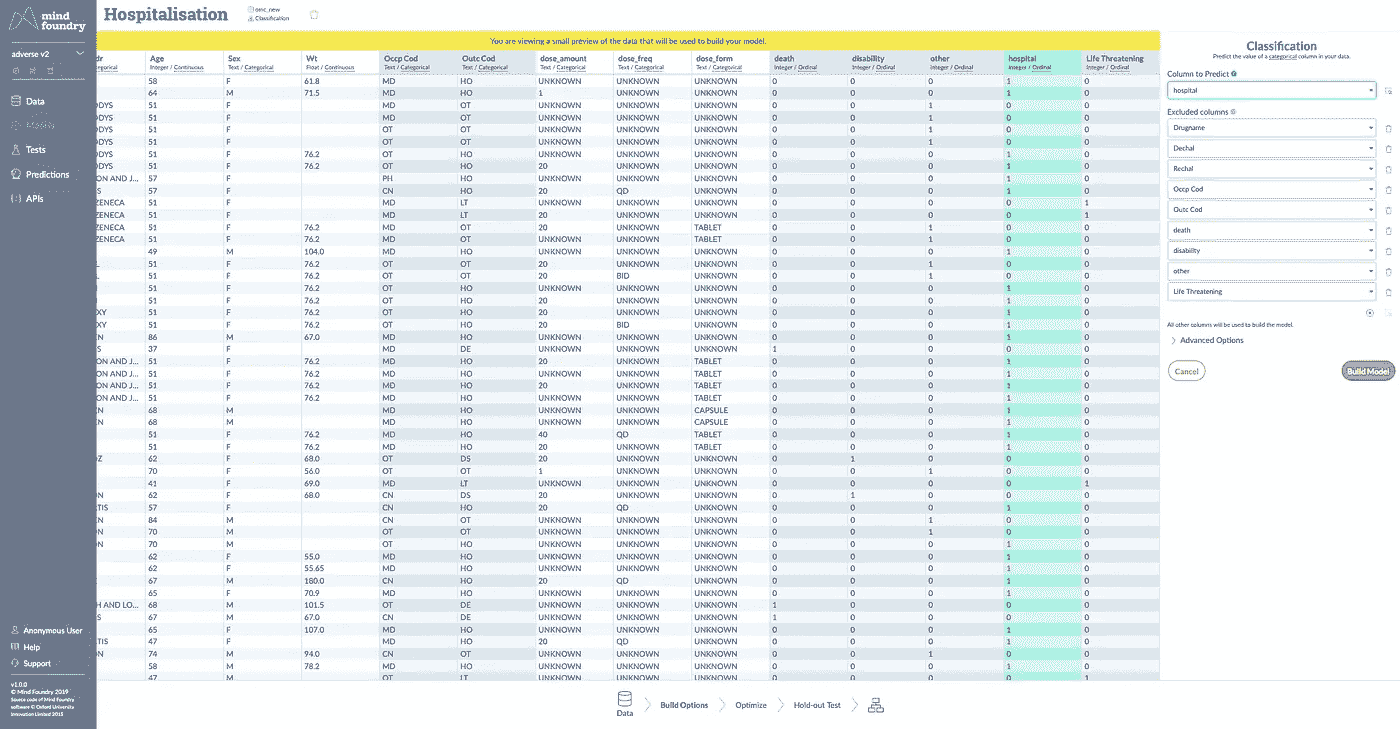 mind
foundry
Hospitalisation
omc_new
Classification
adverse v2
Data
Models
Tests
Predictions
APIs
You are viewing a small preview of the data that will be used to build your model.
dr Age Sex Wt Occp Cod Outc Cod dose_amount dose_freq dose_form death disability other hospital Life Threatening
egorical Integer / Continuous Text / Categorical Float / Continuous Text / Categorical Text / Categorical Text / Categorical Text / Categorical Text / Categorical Integer / Ordinal Integer / Ordinal Integer / Ordinal Integer / Ordinal Integer / Ordinal
58 F 61.8 MD HO UNKNOWN UNKNOWN UNKNOWN 0 0 0 1 0
64 M 71.5 MD HO 1 UNKNOWN UNKNOWN 0 0 0 1 0
DDYS 51 F MD OT UNKNOWN UNKNOWN UNKNOWN 0 0 1 0 0
DDYS 51 F MD OT UNKNOWN UNKNOWN UNKNOWN 0 0 1 0 0
DDYS 51 F OT OT UNKNOWN UNKNOWN UNKNOWN 0 0 1 0 0
DDYS 51 F OT OT UNKNOWN UNKNOWN UNKNOWN 0 0 1 0 0
DDYS 51 F 76.2 MD HO UNKNOWN UNKNOWN UNKNOWN 0 0 0 1 0
DDYS 51 F 76.2 MD HO 20 UNKNOWN UNKNOWN 0 0 0 1 0
ON AND J... 57 F PH HO UNKNOWN UNKNOWN UNKNOWN 0 0 0 1 0
S 57 F CN HO 20 QD UNKNOWN 0 0 0 1 0
ZENECA 51 F MD LT UNKNOWN UNKNOWN UNKNOWN 0 0 0 0 1
ZENECA 51 F MD LT 20 UNKNOWN UNKNOWN 0 0 0 0 1
ZENECA 51 F 76.2 MD OT 20 UNKNOWN TABLET 0 0 1 0 0
ZENECA 51 F 76.2 MD OT UNKNOWN UNKNOWN TABLET 0 0 1 0 0
49 M 104.0 MD HO UNKNOWN UNKNOWN UNKNOWN 0 0 0 1 0
L 51 F 76.2 OT OT 20 UNKNOWN UNKNOWN 0 0 1 0 0
L 51 F 76.2 OT OT 20 BID UNKNOWN 0 0 1 0 0
51 F 76.2 OT HO UNKNOWN UNKNOWN UNKNOWN 0 0 0 1 0
51 F 76.2 OT HO 20 UNKNOWN UNKNOWN 0 0 0 1 0
XY 51 F 76.2 OT HO 20 UNKNOWN UNKNOWN 0 0 0 1 0
XY 51 F 76.2 OT HO 20 BID UNKNOWN 0 0 0 1 0
EN 86 M 67.0 MD HO UNKNOWN UNKNOWN UNKNOWN 0 0 0 1 0
S 37 F MD DE UNKNOWN UNKNOWN UNKNOWN 1 0 0 0 0
ON AND J... 51 F 76.2 MD HO 20 UNKNOWN TABLET 0 0 0 1 0
ON AND J... 51 F 76.2 MD HO UNKNOWN UNKNOWN TABLET 0 0 0 1 0
ON AND J... 51 F 76.2 MD HO 20 UNKNOWN TABLET 0 0 0 1 0
ON AND J... 51 F 76.2 MD HO UNKNOWN UNKNOWN TABLET 0 0 0 1 0
EN 68 M MD HO UNKNOWN UNKNOWN CAPSULE 0 0 0 1 0
EN 68 M MD HO UNKNOWN UNKNOWN CAPSULE 0 0 0 1 0
51 F 76.2 MD HO 40 QD TABLET 0 0 0 1 0
51 F 76.2 MD HO 20 UNKNOWN TABLET 0 0 0 1 0
OZ 62 F 68.0 OT DS 20 UNKNOWN UNKNOWN 0 1 0 0 0
70 F 56.0 OT OT 1 UNKNOWN UNKNOWN 0 0 1 0 0
41 F 69.0 MD LT UNKNOWN UNKNOWN UNKNOWN 0 0 0 0 1
ON 62 F 68.0 CN DS 20 UNKNOWN UNKNOWN 0 1 0 0 0
TIS 57 F CN HO 20 QD UNKNOWN 0 0 0 1 0
EN 84 M CN OT UNKNOWN UNKNOWN UNKNOWN 0 0 1 0 0
ON 70 M OT OT UNKNOWN UNKNOWN UNKNOWN 0 0 1 0 0
ON 70 M OT HO UNKNOWN UNKNOWN UNKNOWN 0 0 0 1 0
62 F 55.0 MD HO UNKNOWN UNKNOWN UNKNOWN 0 0 0 1 0
62 F 55.65 MD HO UNKNOWN UNKNOWN UNKNOWN 0 0 0 1 0
67 M 180.0 CN HO 20 QD UNKNOWN 0 0 0 1 0
65 F 70.9 MD HO UNKNOWN UNKNOWN UNKNOWN 0 0 0 1 0
H AND LO... 68 M 101.5 OT DE UNKNOWN UNKNOWN UNKNOWN 1 0 0 0 0
S 67 M 67.0 CN DE UNKNOWN UNKNOWN UNKNOWN 1 0 0 0 0
65 F 107.0 MD HO UNKNOWN UNKNOWN UNKNOWN 0 0 0 1 0
TIS 47 F MD HO 20 QD UNKNOWN 0 0 0 1 0
ON 74 M 94.0 CN OT UNKNOWN UNKNOWN UNKNOWN 0 0 1 0 0
58 M 78.2 MD HO UNKNOWN UNKNOWN UNKNOWN 0 0 0 1 0
47 M OT LT UNKNOWN UNKNOWN UNKNOWN 0 0 0 0 1
Classification
Predict the value of a categorical column in your data.
Column to Predict
hospital
Excluded columns
Drugname
Dechal
Rechal
Occp Cod
Outc Cod
death
disability
other
Life Threatening
All other columns will be used to build the model.
Advanced Options
Cancel
Build Model
Anonymous User
Help
Support
v1.0.0
© Mind Foundry 2019
Source code of Mind Foundry
software © Oxford University
Innovation Limited 2015
Data
Build Options
Optimize
Hold-out Test